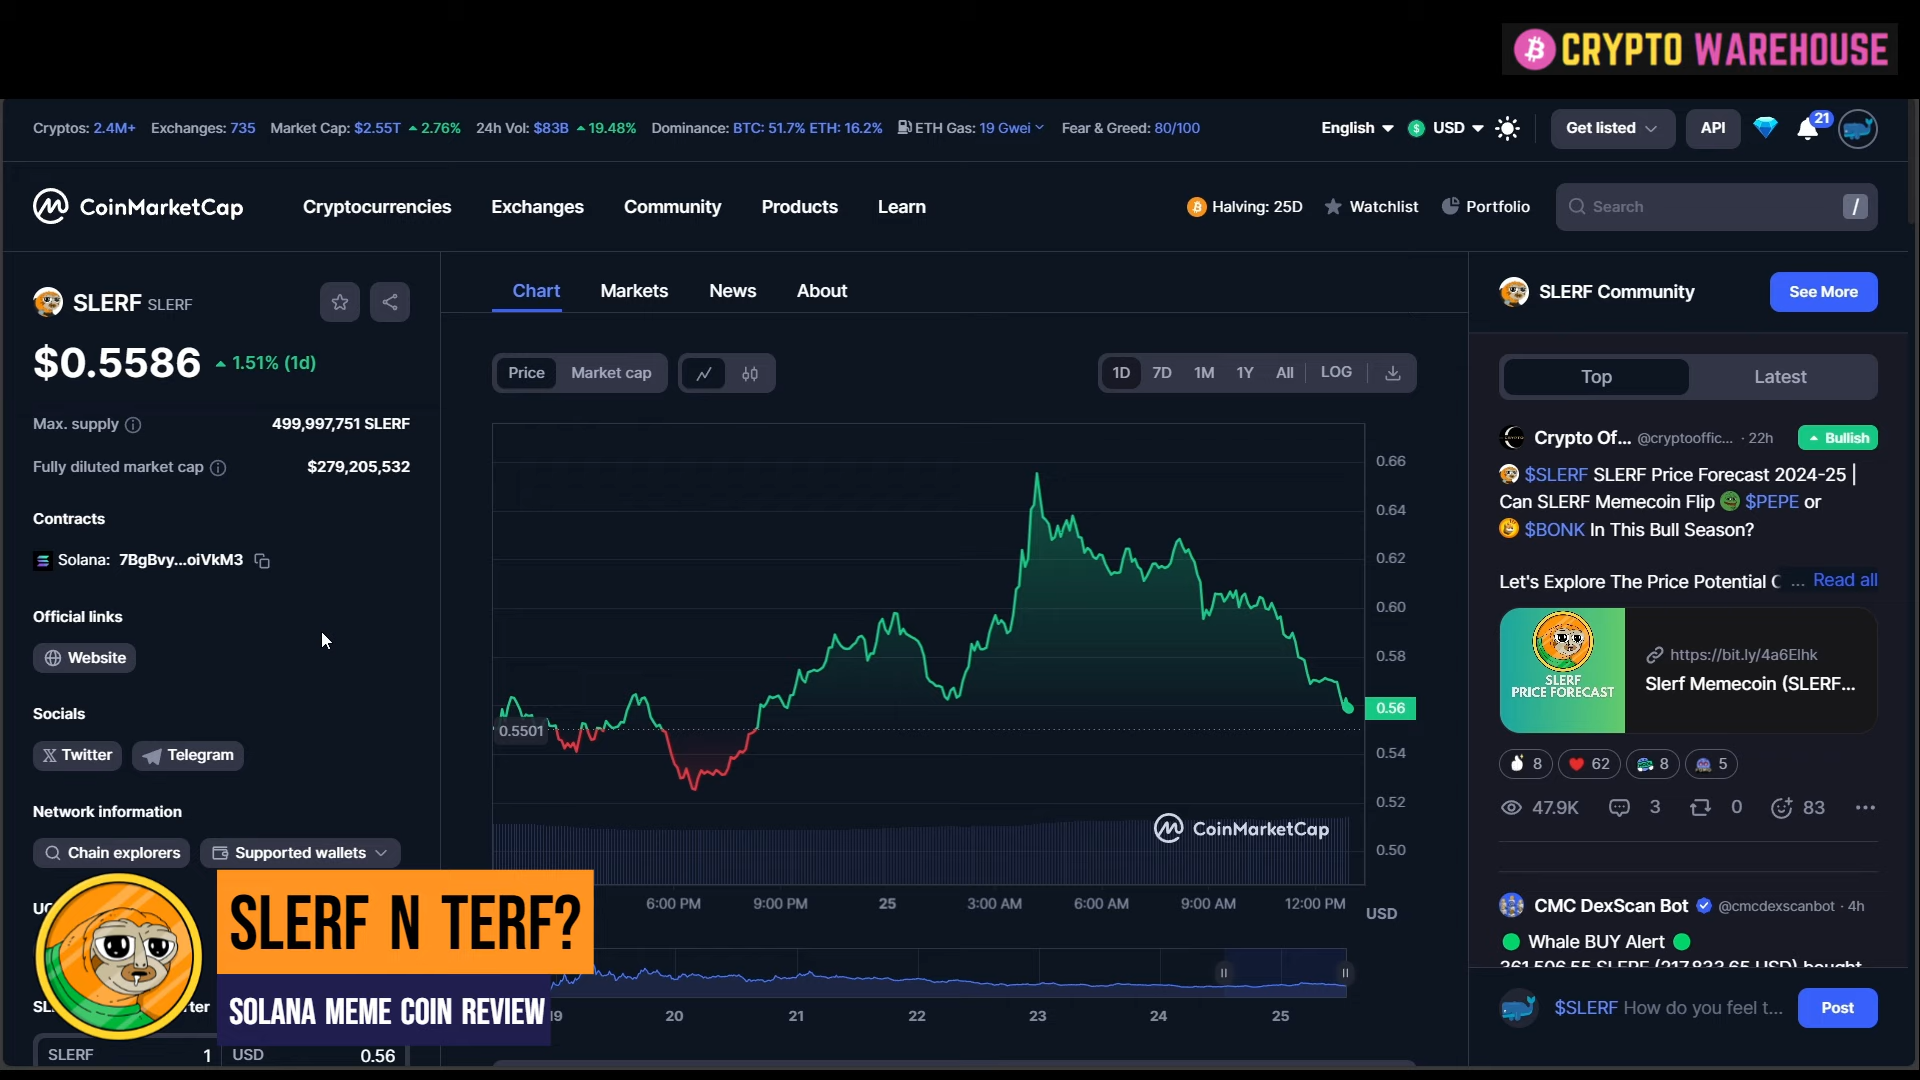 CRYPTO WAREHOUSE
Cryptos: 2.4M+ Exchanges: 735 Market Cap: $2.55T 2.76% 24h Vol: $83B 19.48% Dominance: BTC: 51.7% ETH: 16.2% ETH Gas: 19 Gwei Fear & Greed: 80/100
English USD Get listed API 21
CoinMarketCap Cryptocurrencies Exchanges Community Products Learn
Halving: 25D Watchlist Portfolio Search /
SLERF SLERF
$0.5586 1.51% (1d)
Max. supply 499,997,751 SLERF
Fully diluted market cap $279,205,532
Contracts
Solana: 7BgBvy...oiVkM3
Official links
Website
Socials
Twitter Telegram
Network information
Chain explorers Supported wallets
SLERF 1 USD 0.56
SLERF N TERF?
SOLANA MEME COIN REVIEW
Chart Markets News About
Price Market cap
1D 7D 1M 1Y All LOG
0.66
0.64
0.62
0.60
0.58
0.56
0.54
0.52
0.50
0.5501
CoinMarketCap
6:00 PM 9:00 PM 25 3:00 AM 6:00 AM 9:00 AM 12:00 PM USD
19 20 21 22 23 24 25
SLERF Community See More
Top Latest
Crypto Of... @cryptooffic... · 22h Bullish
$SLERF SLERF Price Forecast 2024-25 |
Can SLERF Memecoin Flip $PEPE or
$BONK In This Bull Season?
Let's Explore The Price Potential ... Read all
SLERF
PRICE FORECAST
https://bit.ly/4a6Elhk
Slerf Memecoin (SLERF...
8 62 8 5
47.9K 3 0 83
CMC DexScan Bot @cmcdexscanbot · 4h
Whale BUY Alert
361,506.55 SLERF (217,833.65 USD) bought
$SLERF How do you feel t... Post